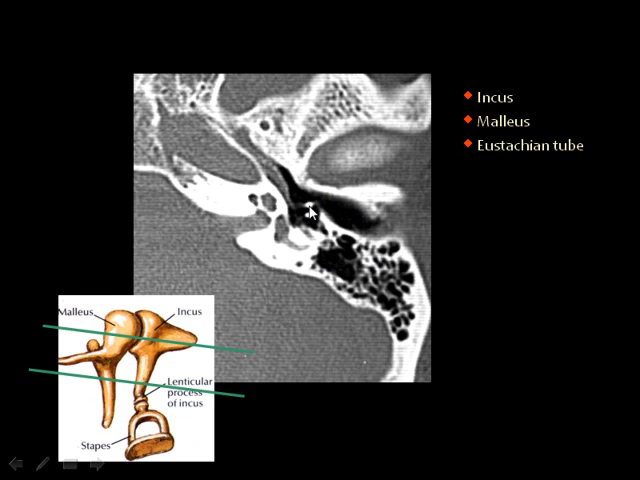 Incus
Malleus
Eustachian tube
Malleus
Incus
Lenticular
process
of incus
Stapes